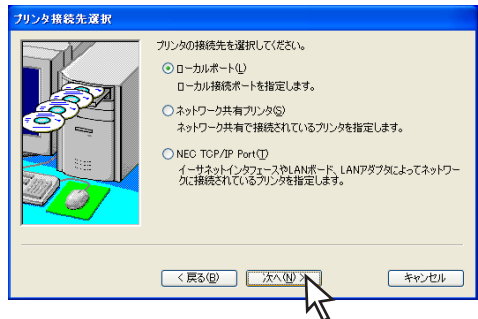 プリンタ接続先選択
プリンタの接続先を選択してください。
ローカルポート(L)
ローカル接続ポートを指定します。
ネットワーク共有プリンタ(S)
ネットワーク共有で接続されているプリンタを指定します。
NEC TCP/IP Port(T)
イーサネットインタフェースやLANボード、LANアダプタによってネットワー
クに接続されているプリンタを指定します。
< 戻る(B)
次へ(N) >
キャンセル